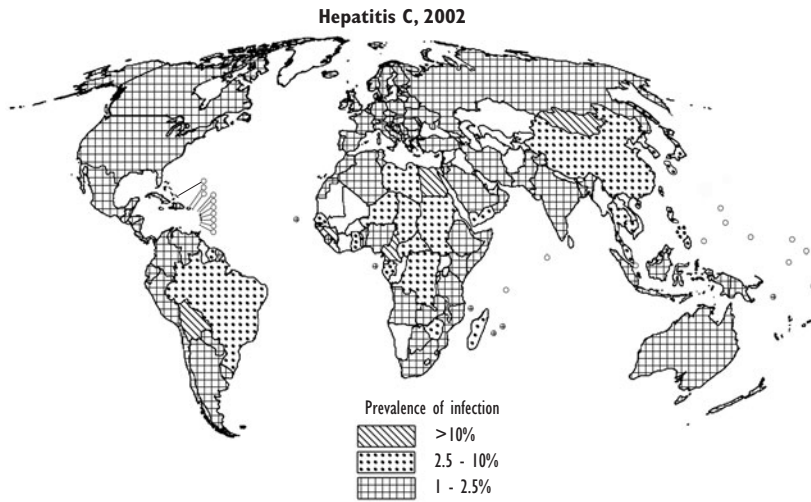 Hepatitis C, 2002
Prevalence of infection
>10%
2.5 - 10%
1 - 2.5%